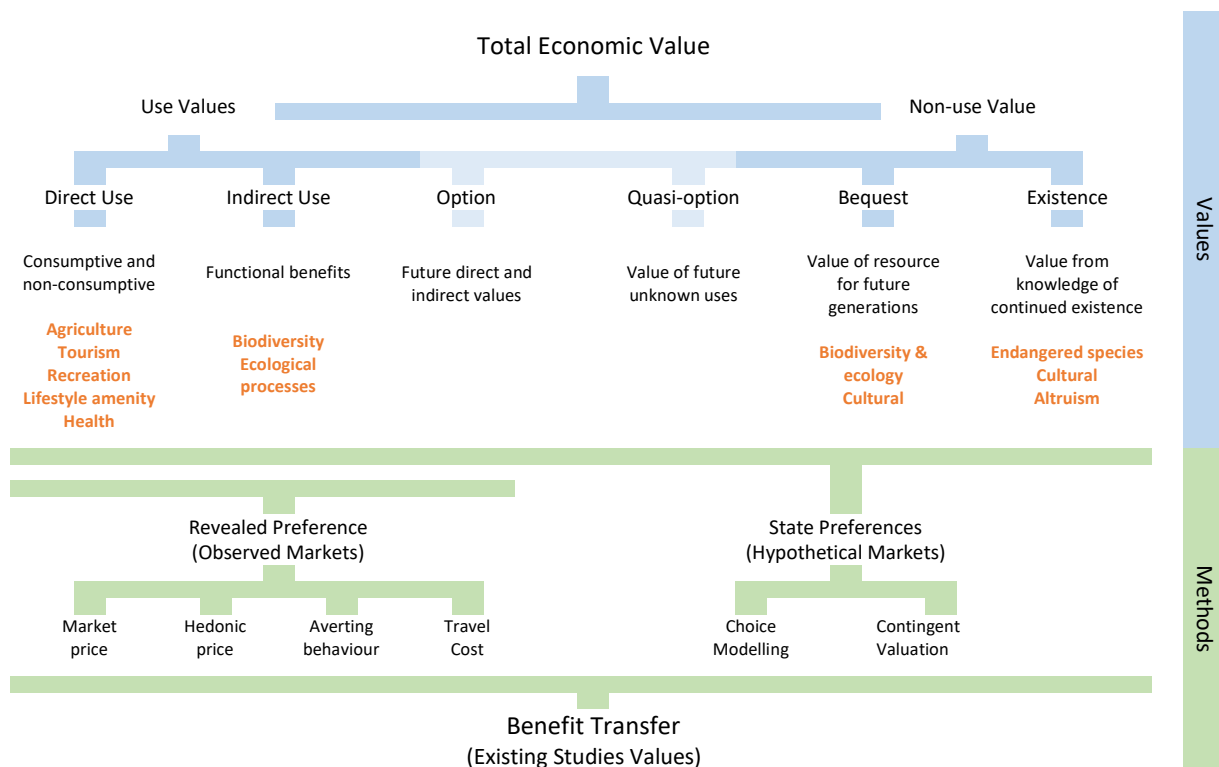 Total Economic Value
Use Values
Non-use Value
Direct Use
Indirect Use
Option
Quasi-option
Bequest
Existence
Consumptive and
non-consumptive
Functional benefits
Future direct and
indirect values
Value of future
unknown uses
Value of resource
for future
generations
Value from
knowledge of
continued existence
Agriculture
Tourism
Recreation
Lifestyle amenity
Health
Biodiversity
Ecological
processes
Biodiversity &
ecology
Cultural
Endangered species
Cultural
Altruism
Values
Revealed Preference
(Observed Markets)
State Preferences
(Hypothetical Markets)
Market
price
Hedonic
price
Averting
behaviour
Travel
Cost
Choice
Modelling
Contingent
Valuation
Methods
Benefit Transfer
(Existing Studies Values)